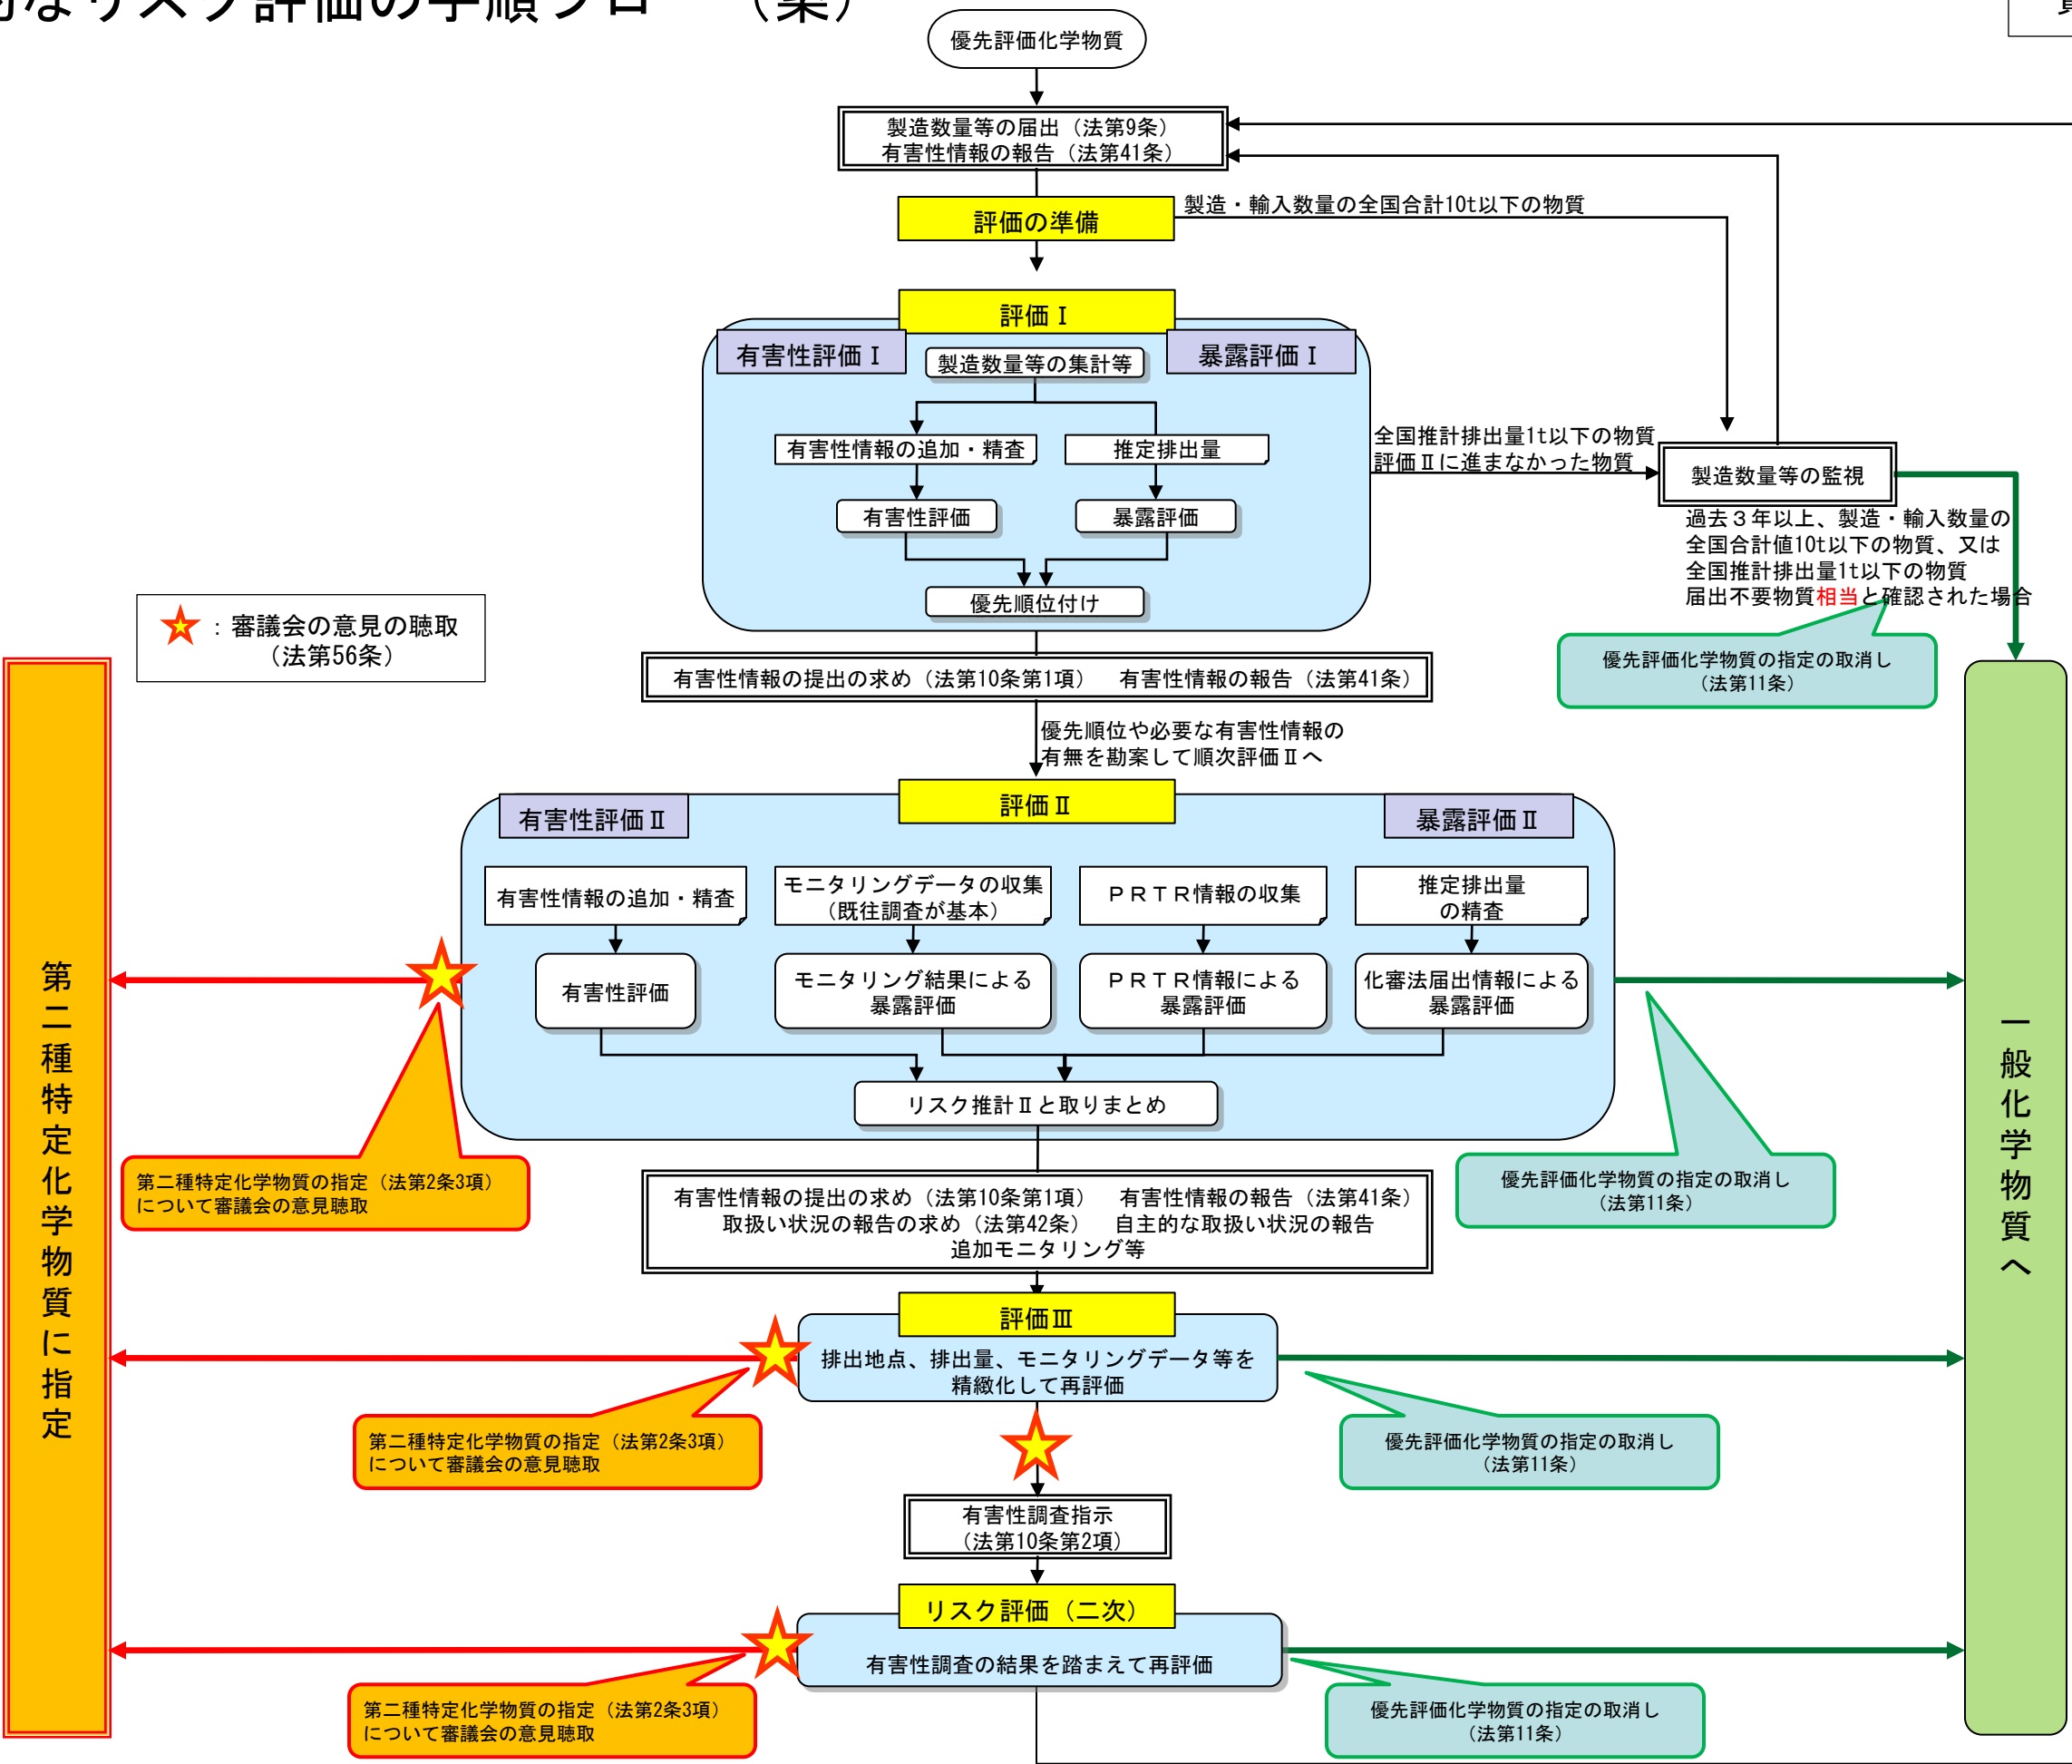 的なリスク評価の手順フロー（案）
優先評価化学物質
製造数量等の届出（法第9条）
有害性情報の報告（法第41条）
評価の準備
製造・輸入数量の全国合計10t以下の物質
評価Ⅰ
有害性評価Ⅰ
製造数量等の集計等
暴露評価Ⅰ
有害性情報の追加・精査
推定排出量
有害性評価
暴露評価
優先順位付け
全国推計排出量1t以下の物質
評価Ⅱに進まなかった物質
製造数量等の監視
過去３年以上、製造・輸入数量の
全国合計値10t以下の物質、又は
全国推計排出量1t以下の物質
届出不要物質相当と確認された場合
：審議会の意見の聴取
（法第56条）
優先評価化学物質の指定の取消し
（法第11条）
有害性情報の提出の求め（法第10条第1項）　有害性情報の報告（法第41条）
優先順位や必要な有害性情報の
有無を勘案して順次評価Ⅱへ
評価Ⅱ
有害性評価Ⅱ
暴露評価Ⅱ
有害性情報の追加・精査
モニタリングデータの収集
（既往調査が基本）
ＰＲＴＲ情報の収集
推定排出量
の精査
有害性評価
モニタリング結果による
暴露評価
ＰＲＴＲ情報による
暴露評価
化審法届出情報による
暴露評価
リスク推計Ⅱと取りまとめ
第二種特定化学物質に指定
一般化学物質へ
第二種特定化学物質の指定（法第2条3項）
について審議会の意見聴取
優先評価化学物質の指定の取消し
（法第11条）
有害性情報の提出の求め（法第10条第1項）　有害性情報の報告（法第41条）
取扱い状況の報告の求め（法第42条）　自主的な取扱い状況の報告
追加モニタリング等
評価Ⅲ
排出地点、排出量、モニタリングデータ等を
精緻化して再評価
第二種特定化学物質の指定（法第2条3項）
について審議会の意見聴取
優先評価化学物質の指定の取消し
（法第11条）
有害性調査指示
（法第10条第2項）
リスク評価（二次）
有害性調査の結果を踏まえて再評価
第二種特定化学物質の指定（法第2条3項）
について審議会の意見聴取
優先評価化学物質の指定の取消し
（法第11条）